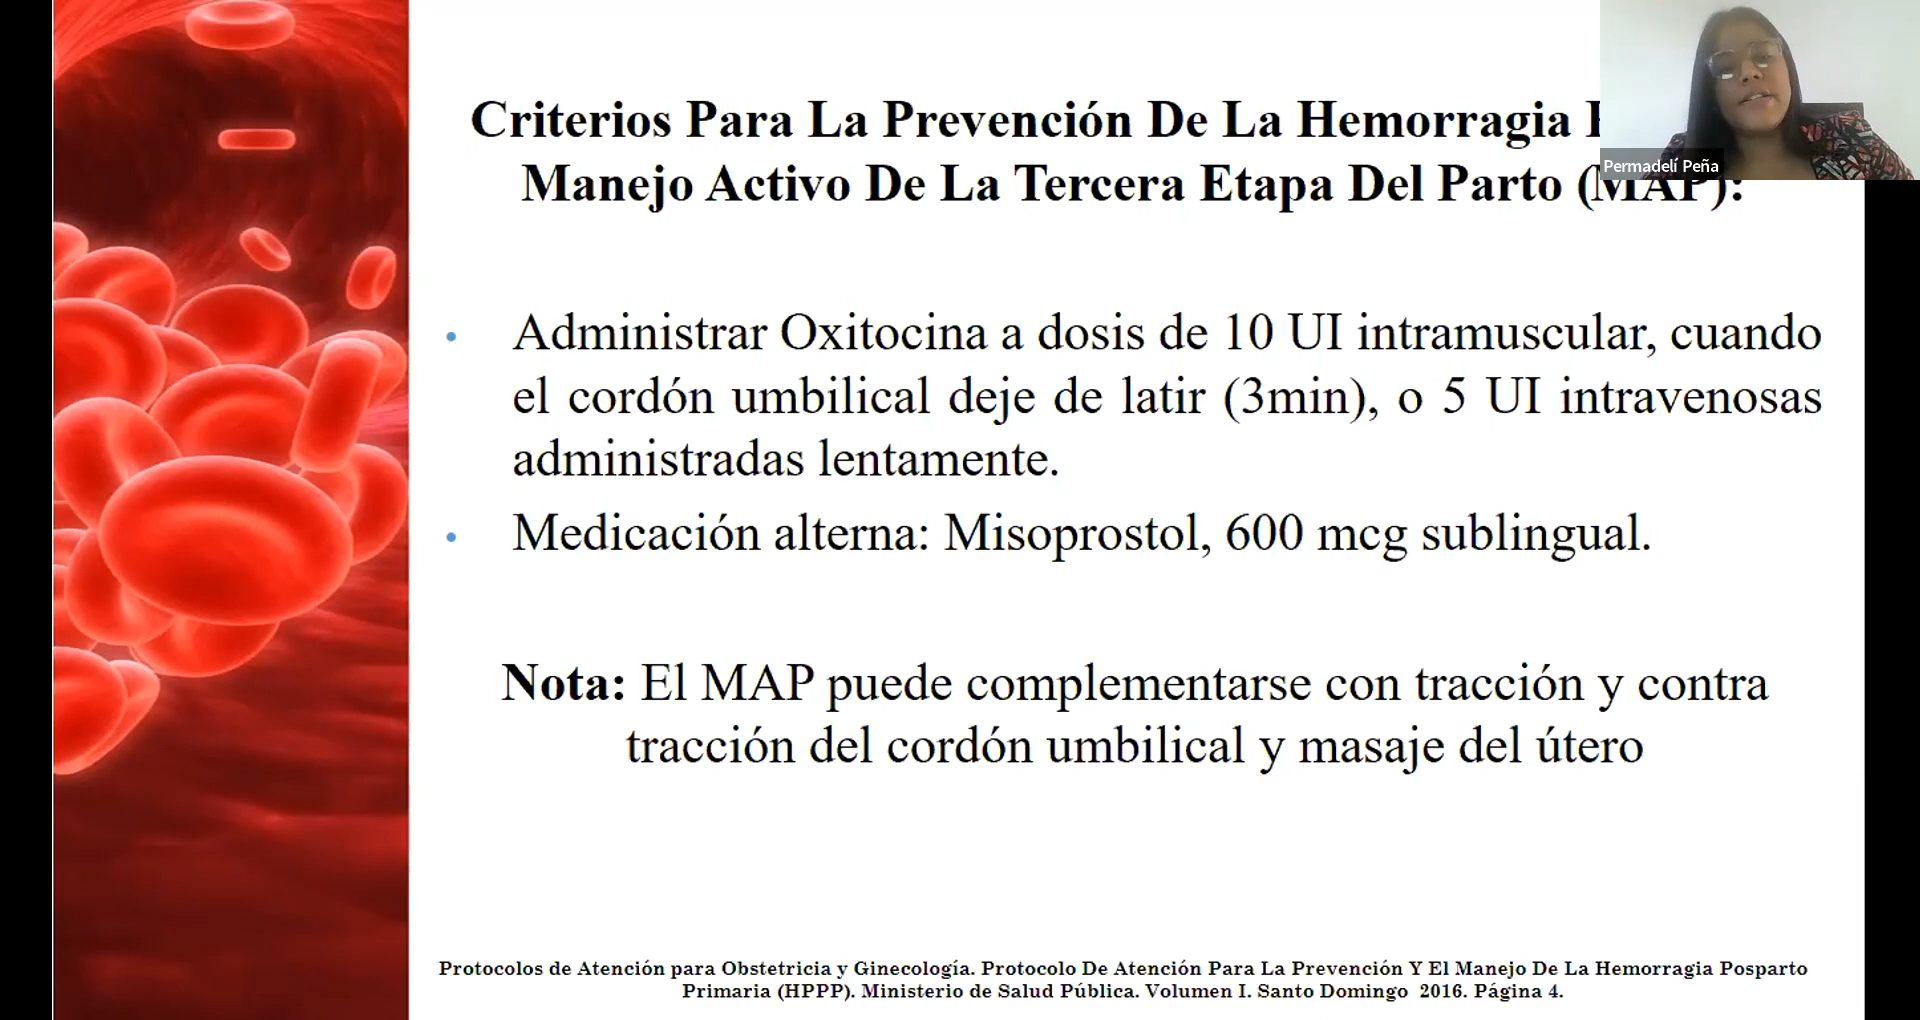 Criterios Para La Prevención De La Hemorragia
Manejo Activo De La Tercera Etapa Del Parto (MAP):
Permadelí Peña
• Administrar Oxitocina a dosis de 10 UI intramuscular, cuando
el cordón umbilical deje de latir (3min), o 5 UI intravenosas
administradas lentamente.
• Medicación alterna: Misoprostol, 600 mcg sublingual.
Nota: El MAP puede complementarse con tracción y contra
tracción del cordón umbilical y masaje del útero
Protocolos de Atención para Obstetricia y Ginecología. Protocolo De Atención Para La Prevención Y El Manejo De La Hemorragia Posparto
Primaria (HPPP). Ministerio de Salud Pública. Volumen I. Santo Domingo 2016. Página 4.